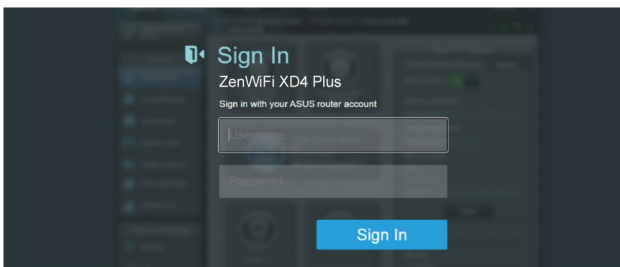 Sign In
ZenWiFi XD4 Plus
Sign in with your ASUS router account
Username
Password
Sign In